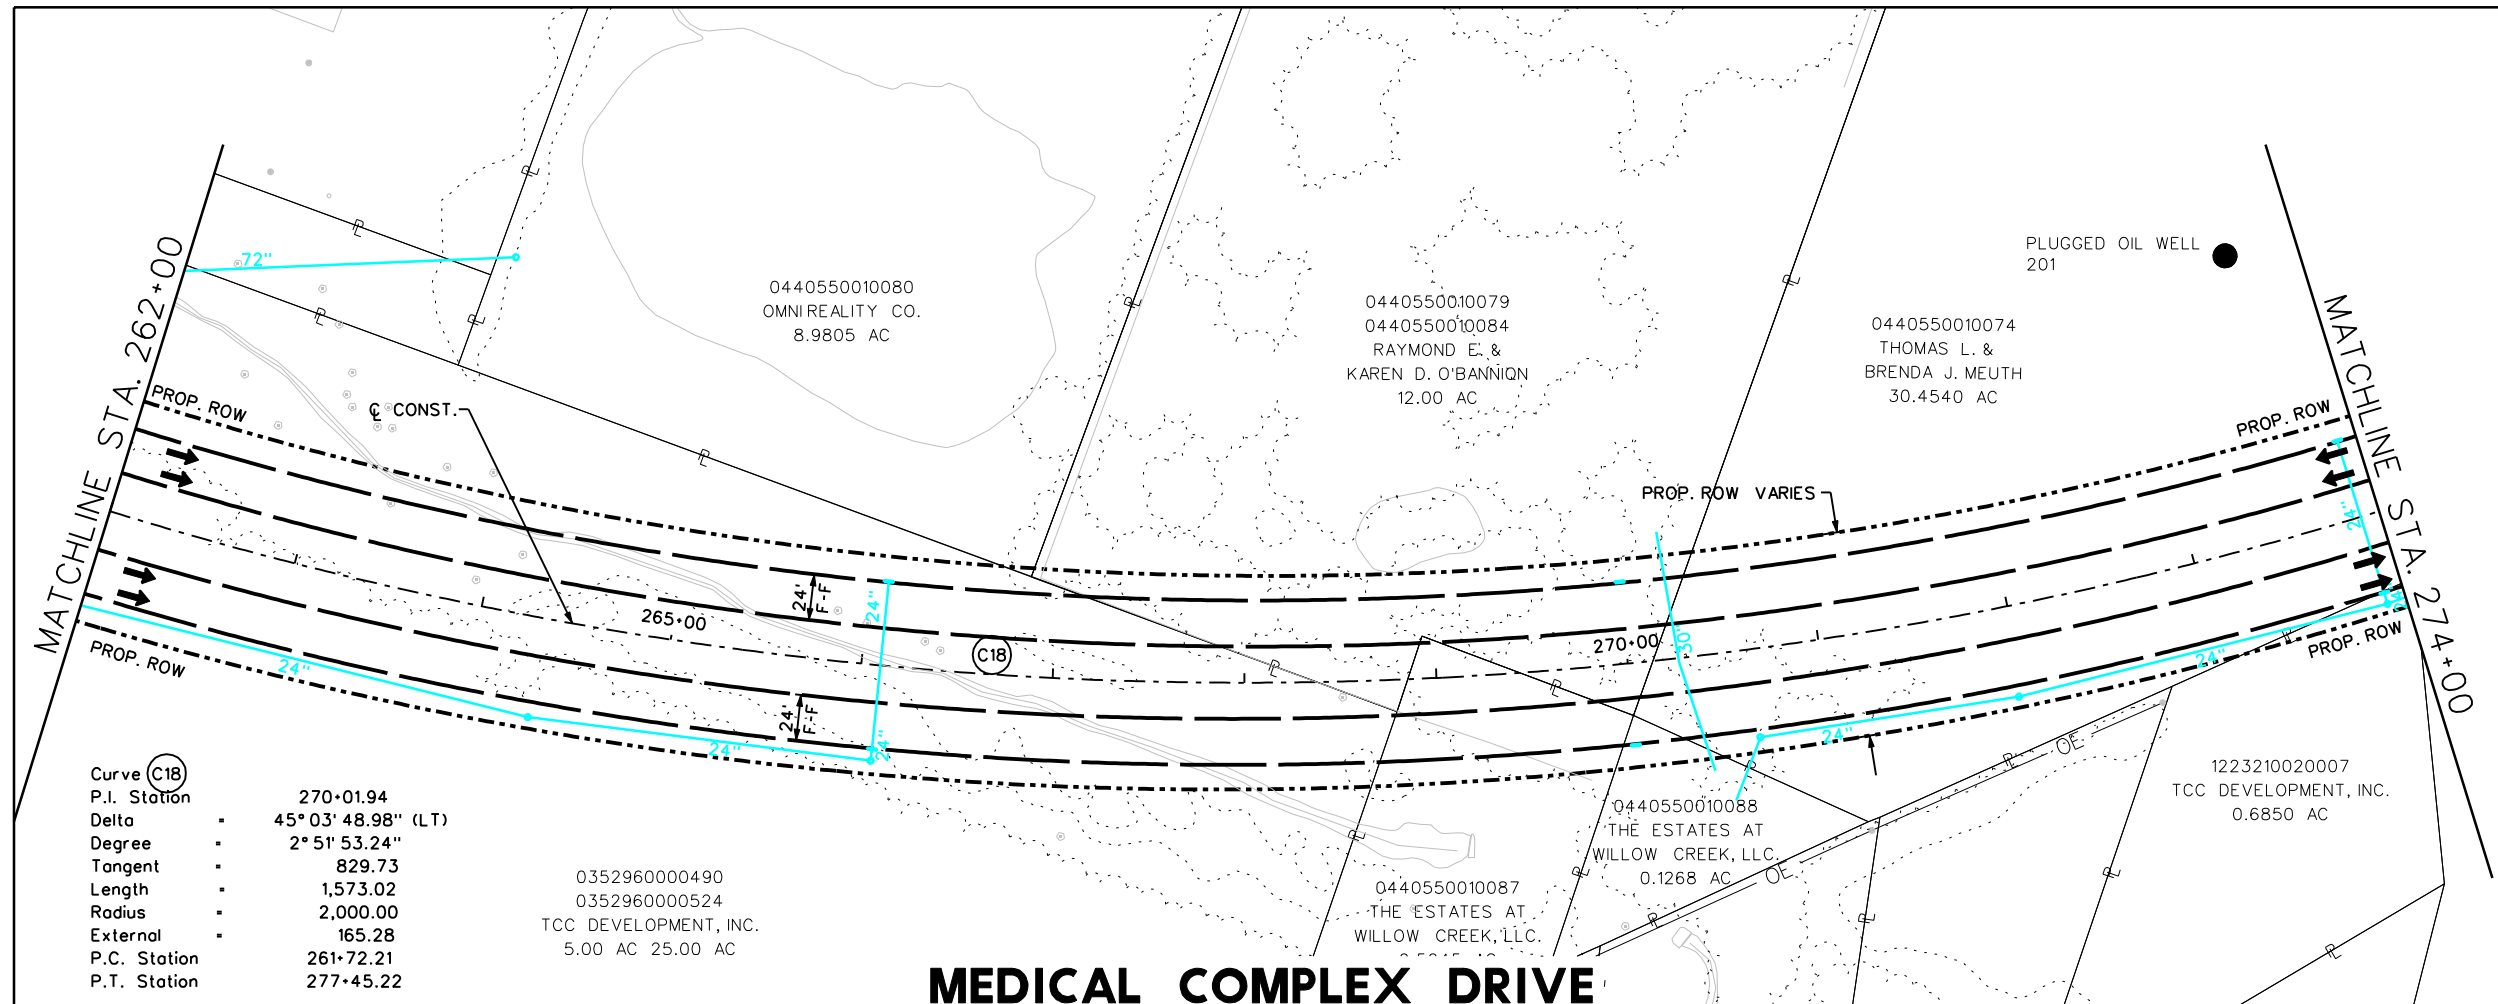 MATCHLINE STA. 262+00
72"
0440550010080
OMNIREALITY CO.
8.9805 AC
0440550010079
0440550010084
RAYMOND E. &
KAREN D. O'BANNION
12.00 AC
PLUGGED OIL WELL
201
0440550010074
THOMAS L. &
BRENDA J. MEUTH
30.4540 AC
MATCHLINE STA. 274+00
PROP. ROW
℄ CONST.
PROP. ROW
PROP. ROW VARIES
24'
F-F
24"
265+00
C18
270+00
30"
24"
PROP. ROW
24"
24'
F-F
24"
24"
24"
24"
PROP. ROW
OE
OE
Curve C18
P.I. Station 270+01.94
Delta = 45° 03' 48.98" (LT)
Degree = 2° 51' 53.24"
Tangent = 829.73
Length = 1,573.02
Radius = 2,000.00
External = 165.28
P.C. Station 261+72.21
P.T. Station 277+45.22
0352960000490
0352960000524
TCC DEVELOPMENT, INC.
5.00 AC 25.00 AC
0440550010087
THE ESTATES AT
WILLOW CREEK, LLC.
0440550010088
THE ESTATES AT
WILLOW CREEK, LLC.
0.1268 AC
1223210020007
TCC DEVELOPMENT, INC.
0.6850 AC
MEDICAL COMPLEX DRIVE